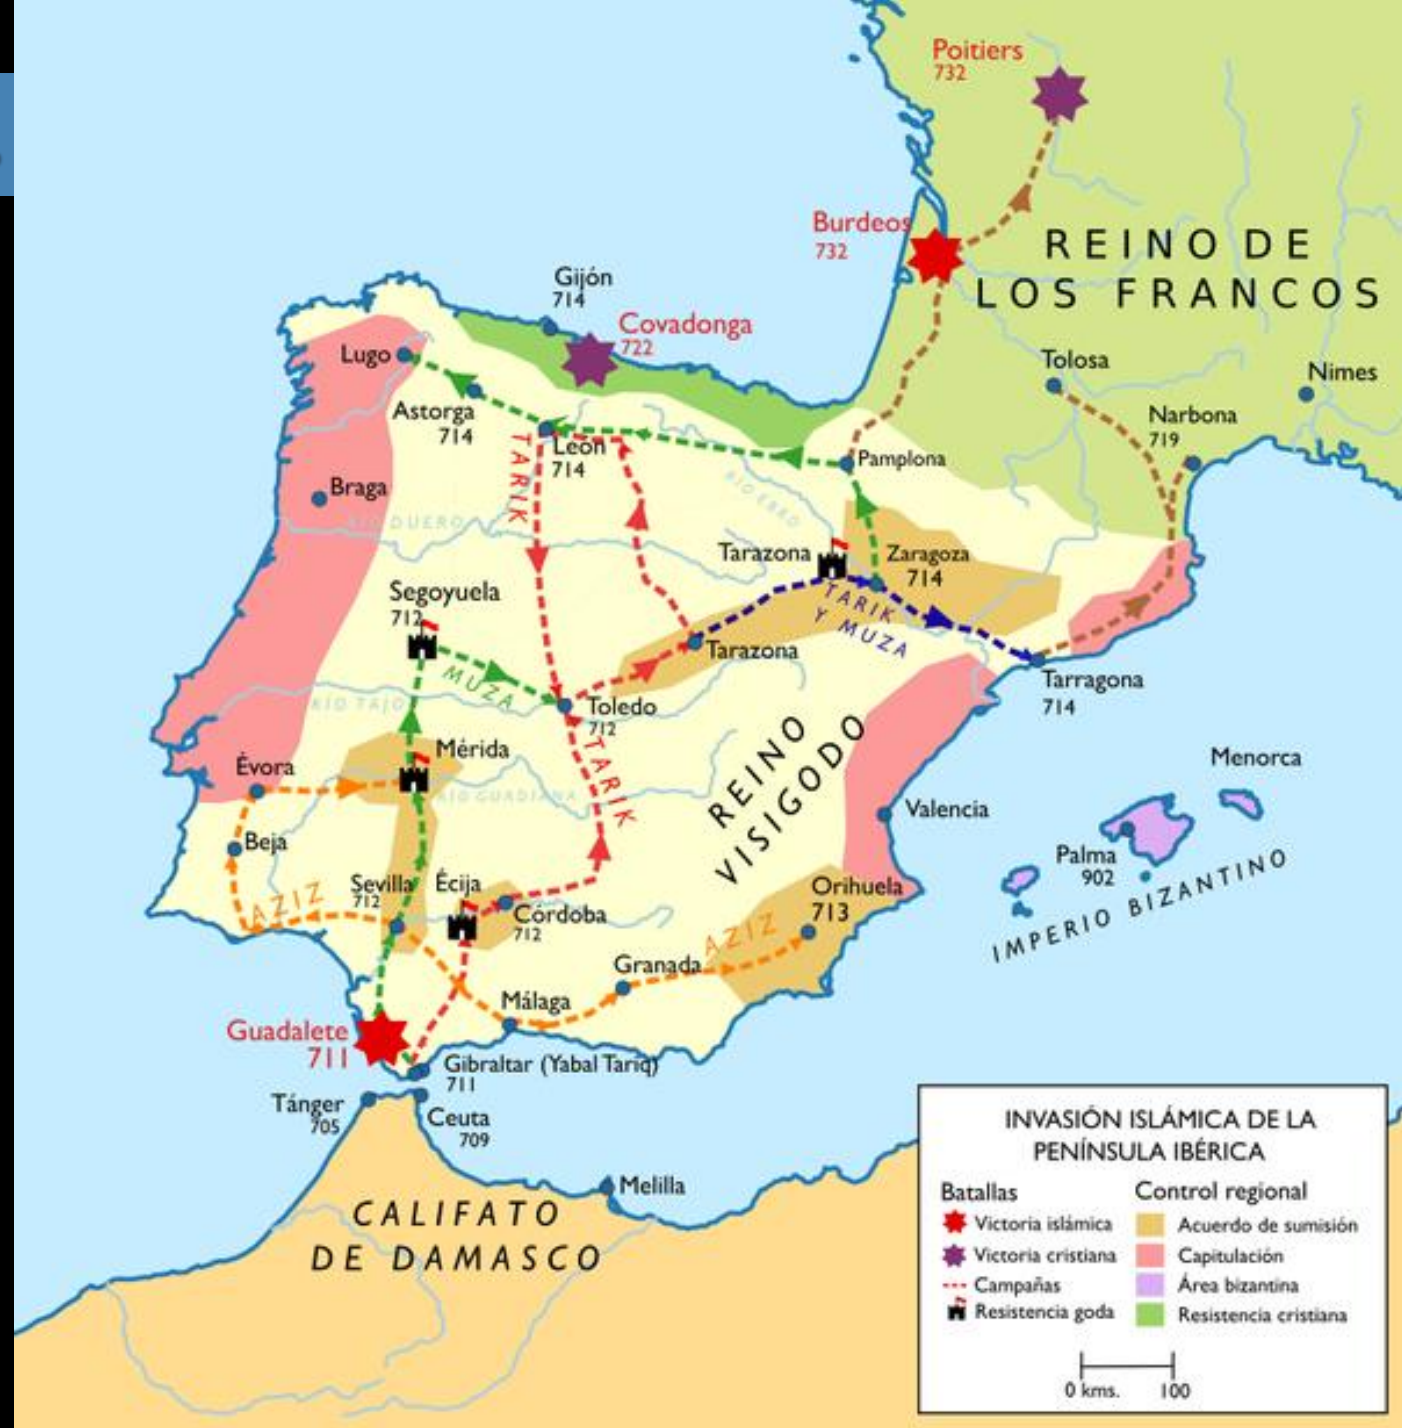 Poitiers
732
Burdeos
732
REINO DE
LOS FRANCOS
Gijón
714
Covadonga
722
Lugo
Tolosa
Nimes
Astorga
714
Narbona
719
TARIK
León
714
Pamplona
Braga
RÍO EBRO
RÍO DUERO
Tarazona
Zaragoza
714
Segoyuela
712
TARIK
Y MUZA
MUZA
Tarazona
Tarragona
714
RÍO TAJO
Toledo
712
TARIK
REINO
VISIGODO
Mérida
Évora
Menorca
RÍO GUADIANA
Valencia
Beja
Palma
902
IMPERIO BIZANTINO
Sevilla
712
Écija
Orihuela
713
AZIZ
Córdoba
712
AZIZ
Granada
Málaga
Guadalete
711
Gibraltar (Yabal Tariq)
711
Tánger
705
Ceuta
709
Melilla
CALIFATO
DE DAMASCO
INVASIÓN ISLÁMICA DE LA
PENÍNSULA IBÉRICA
Batallas
Victoria islámica
Victoria cristiana
Campañas
Resistencia goda
Control regional
Acuerdo de sumisión
Capitulación
Área bizantina
Resistencia cristiana
0 kms. 100